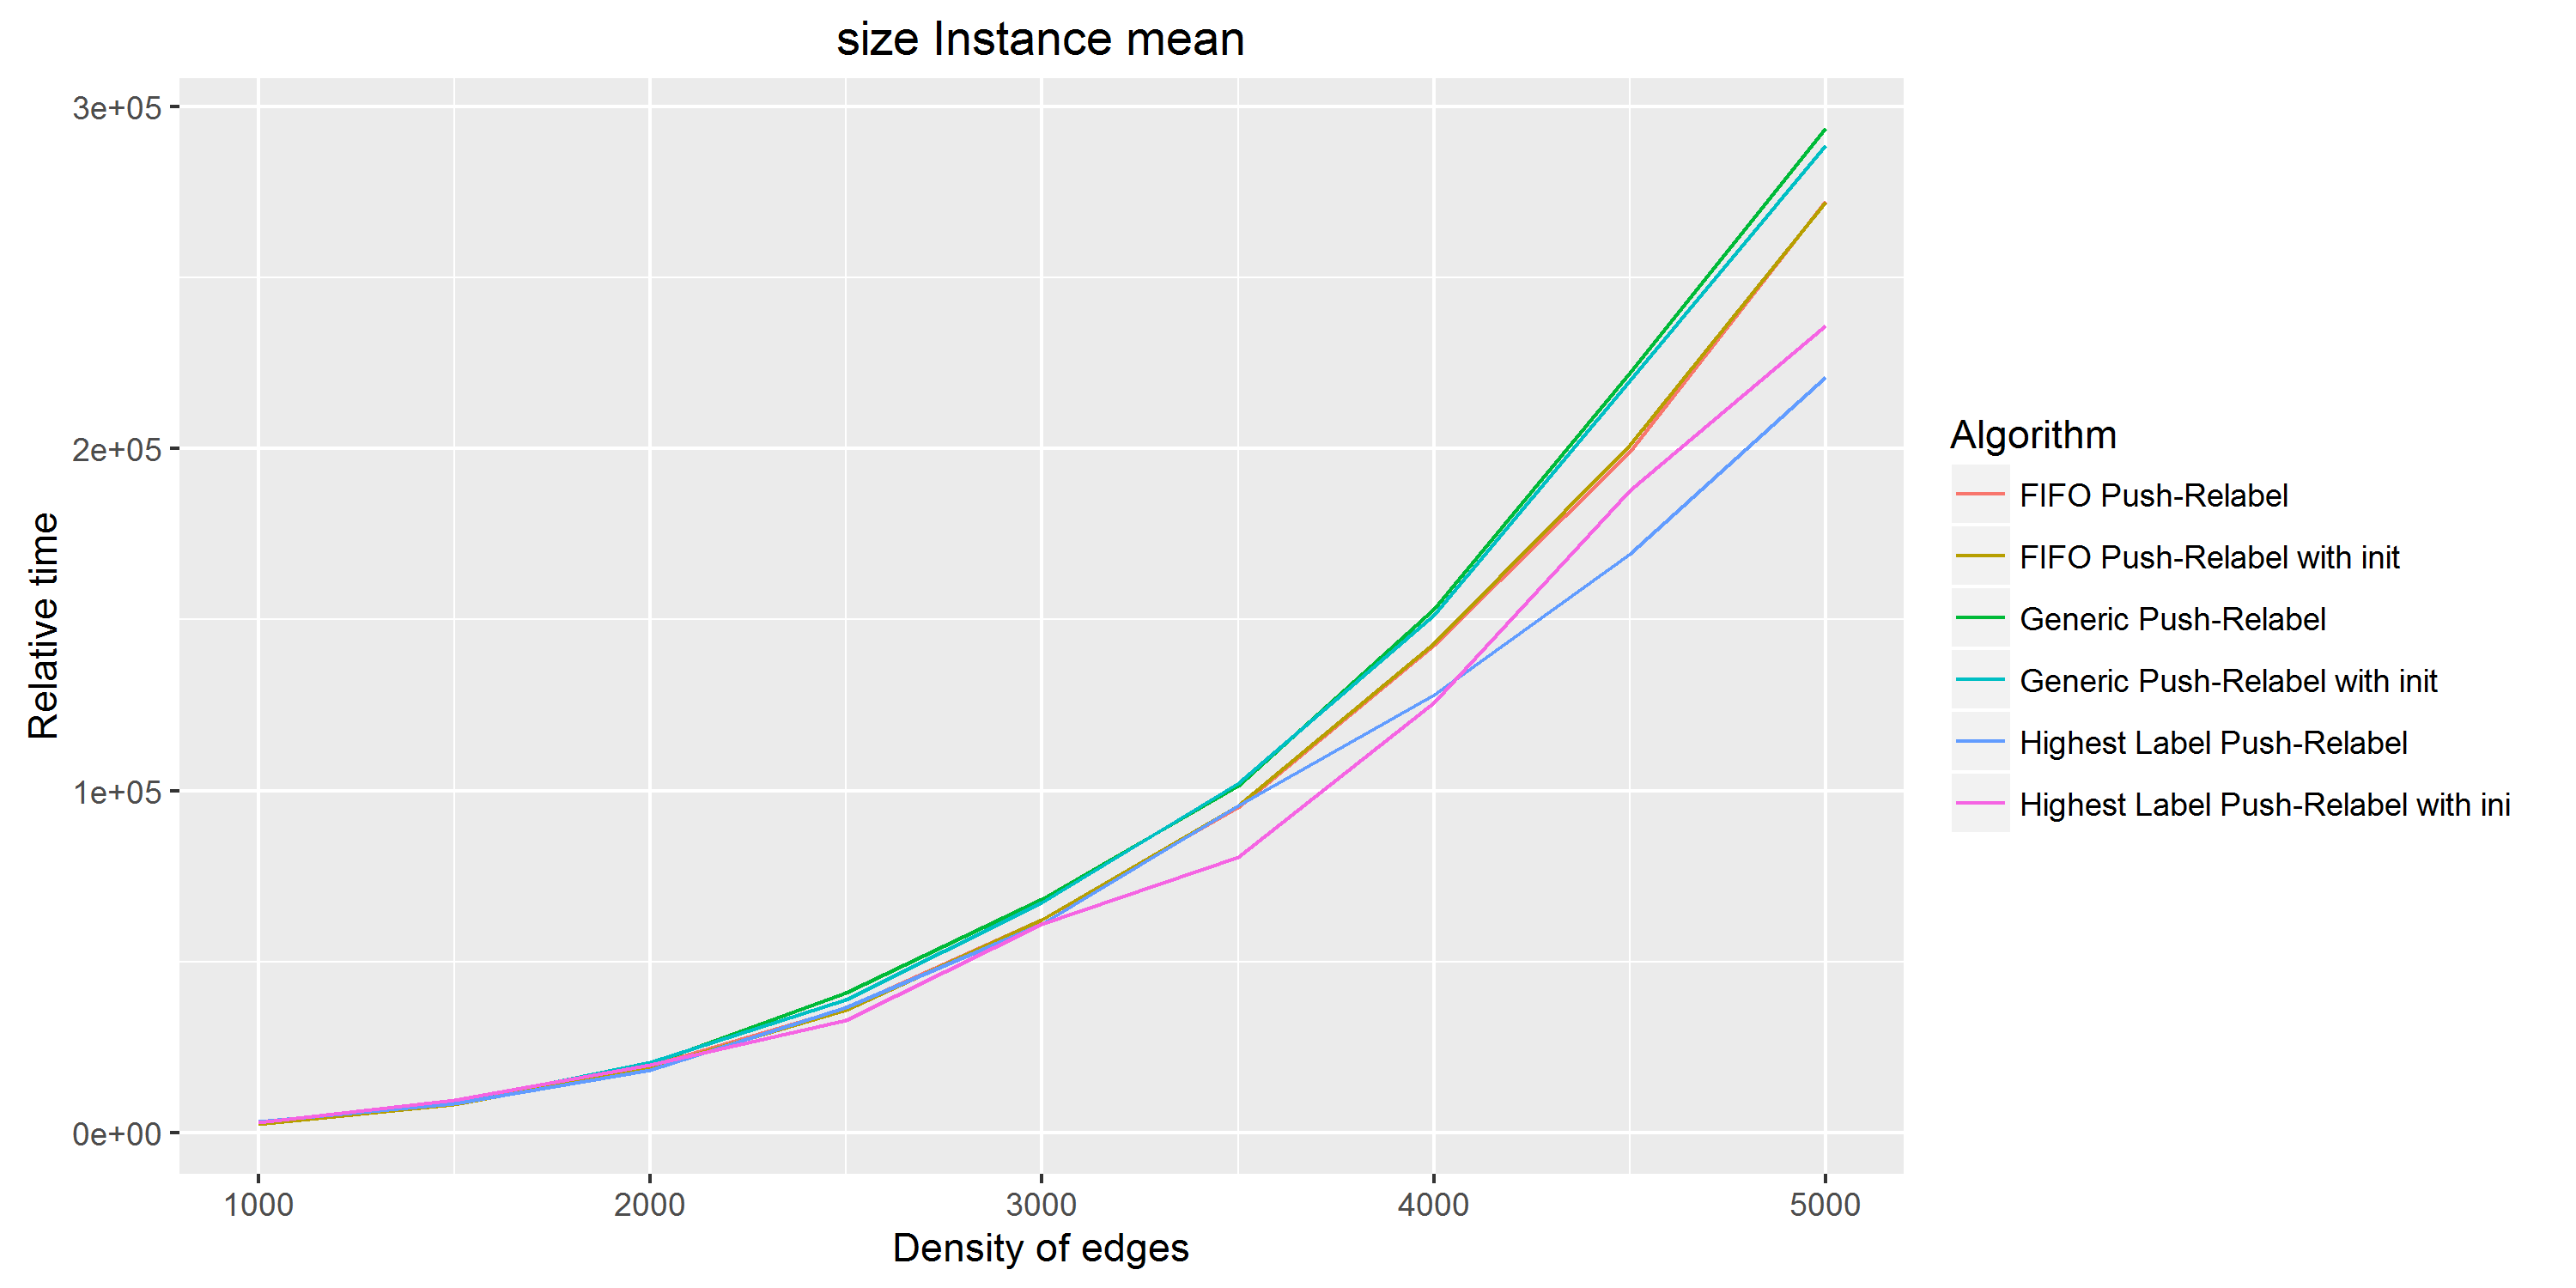 size Instance mean
3e+05
2e+05
1e+05
0e+00
Relative time
1000 2000 3000 4000 5000
Density of edges
Algorithm
FIFO Push-Relabel
FIFO Push-Relabel with init
Generic Push-Relabel
Generic Push-Relabel with init
Highest Label Push-Relabel
Highest Label Push-Relabel with ini